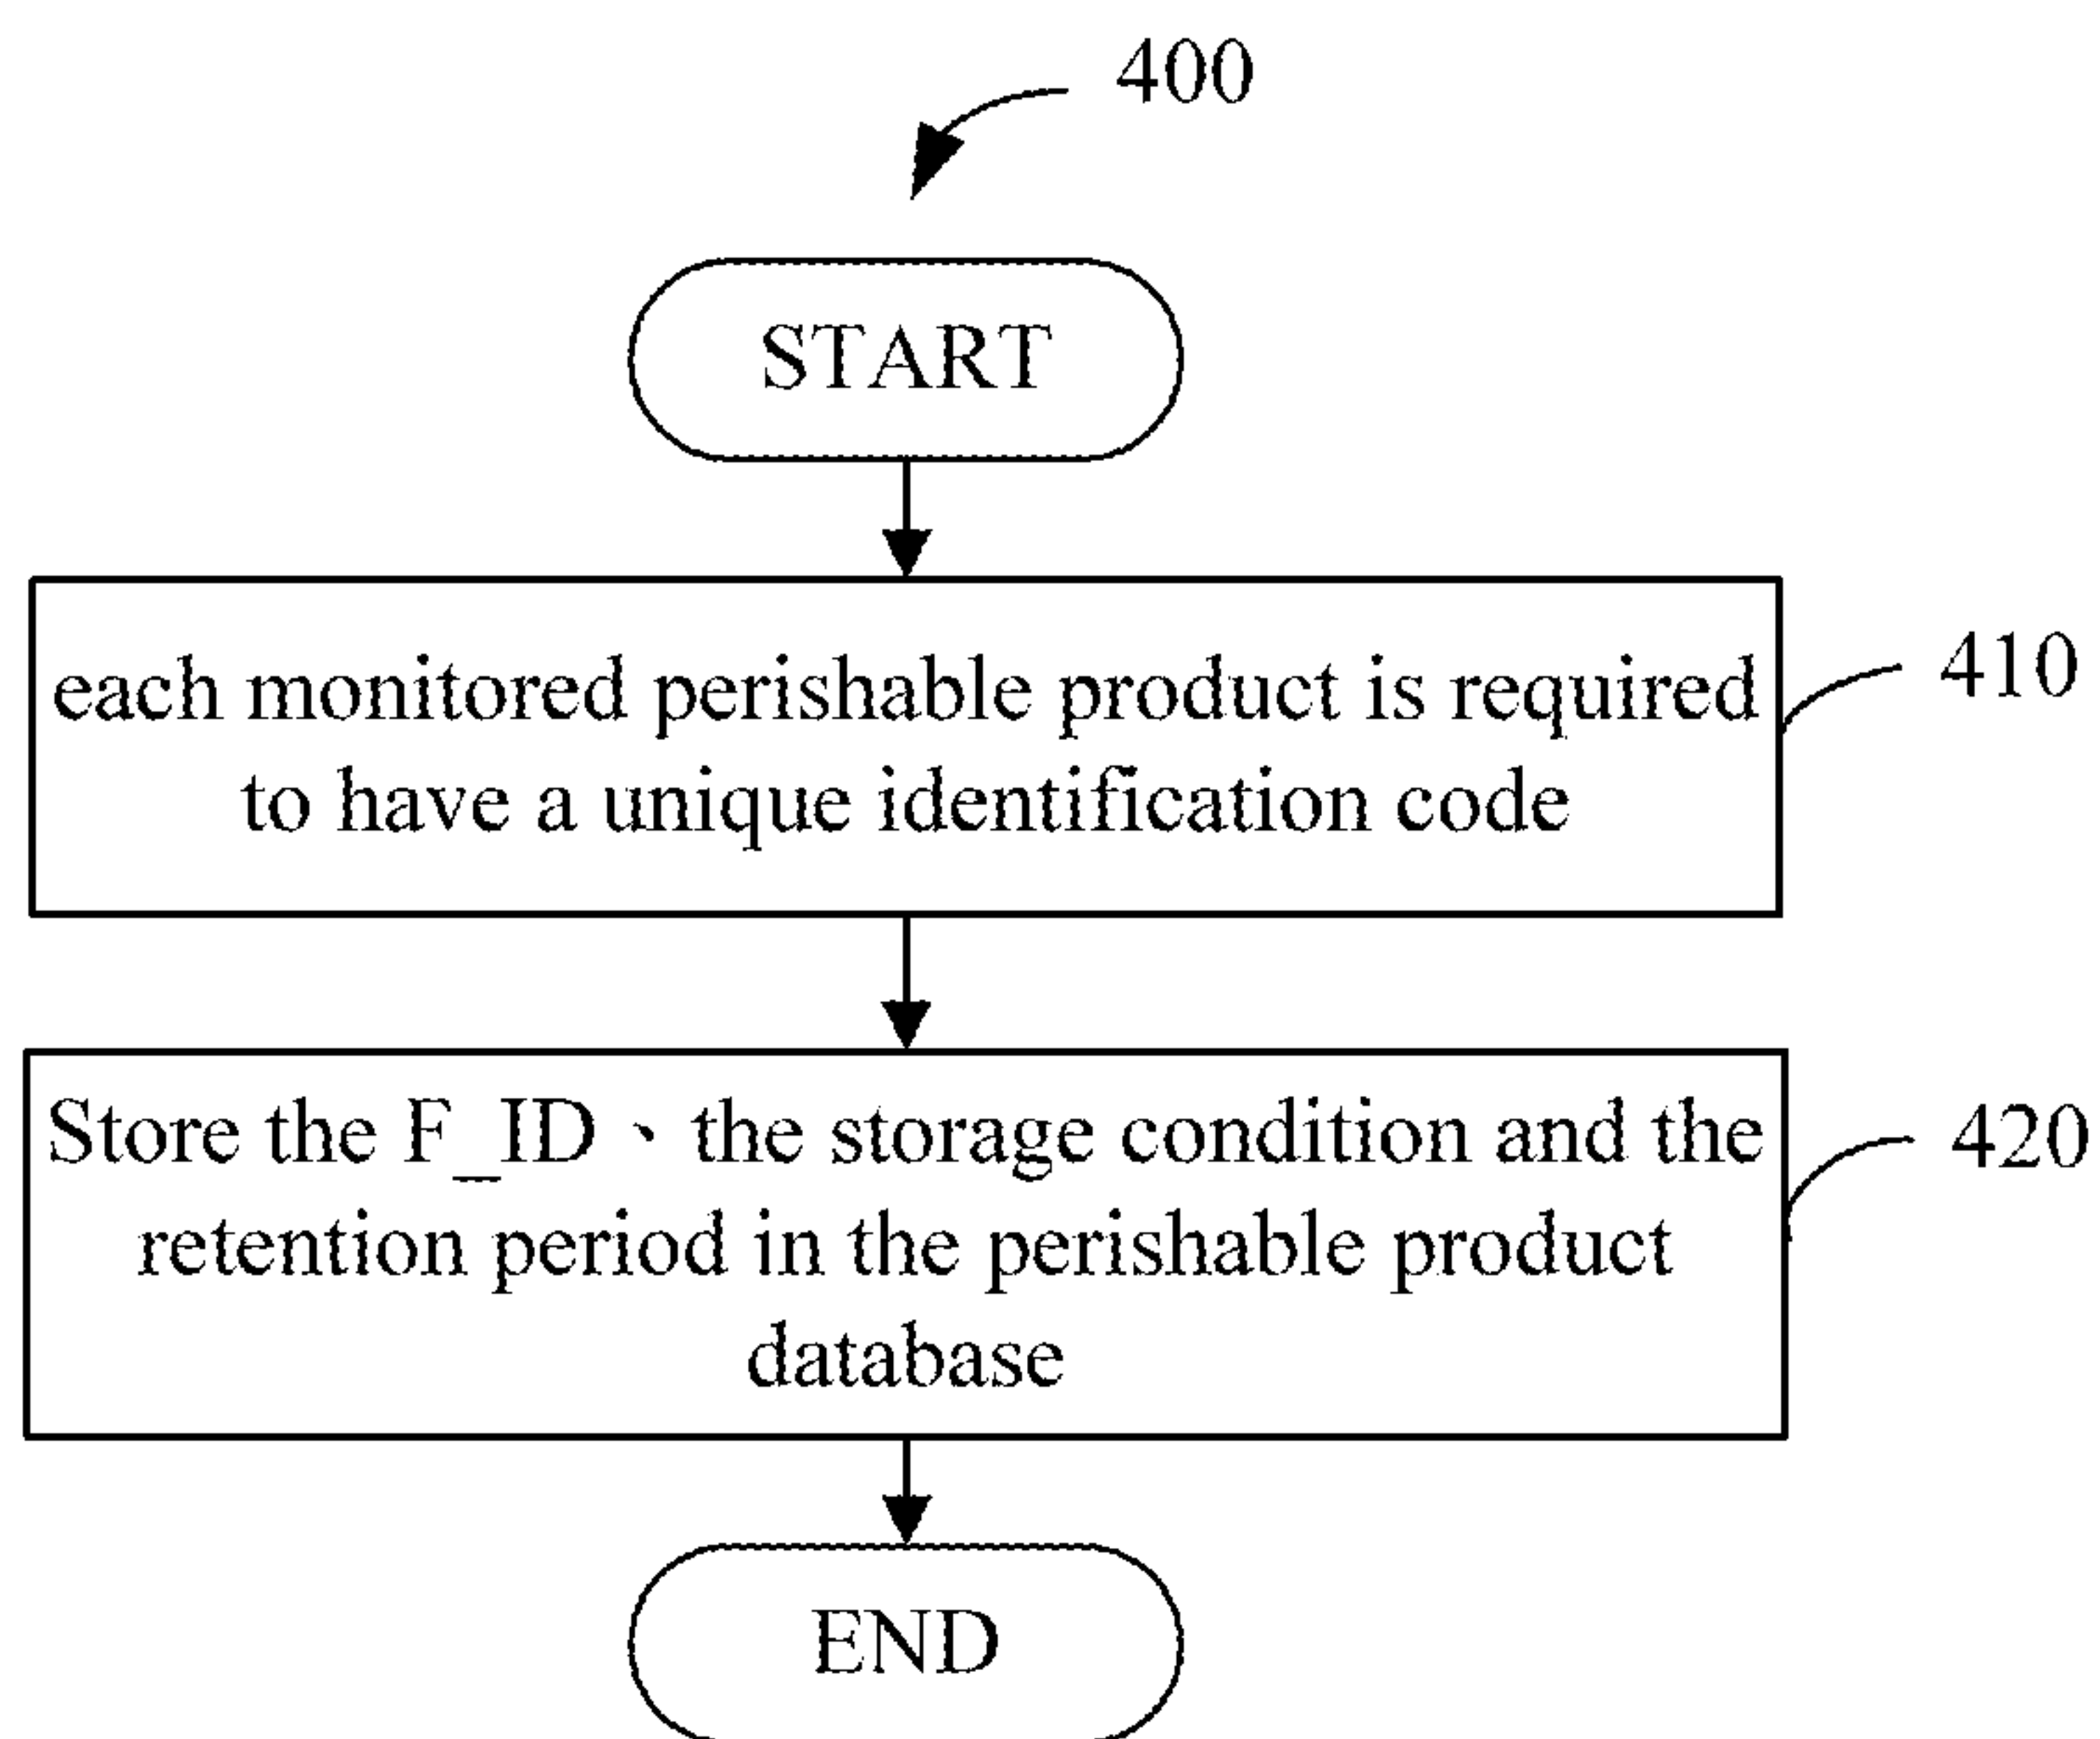 400
START
each monitored perishable product is required
to have a unique identification code
410
Store the F_ID、the storage condition and the
retention period in the perishable product
database
420
END